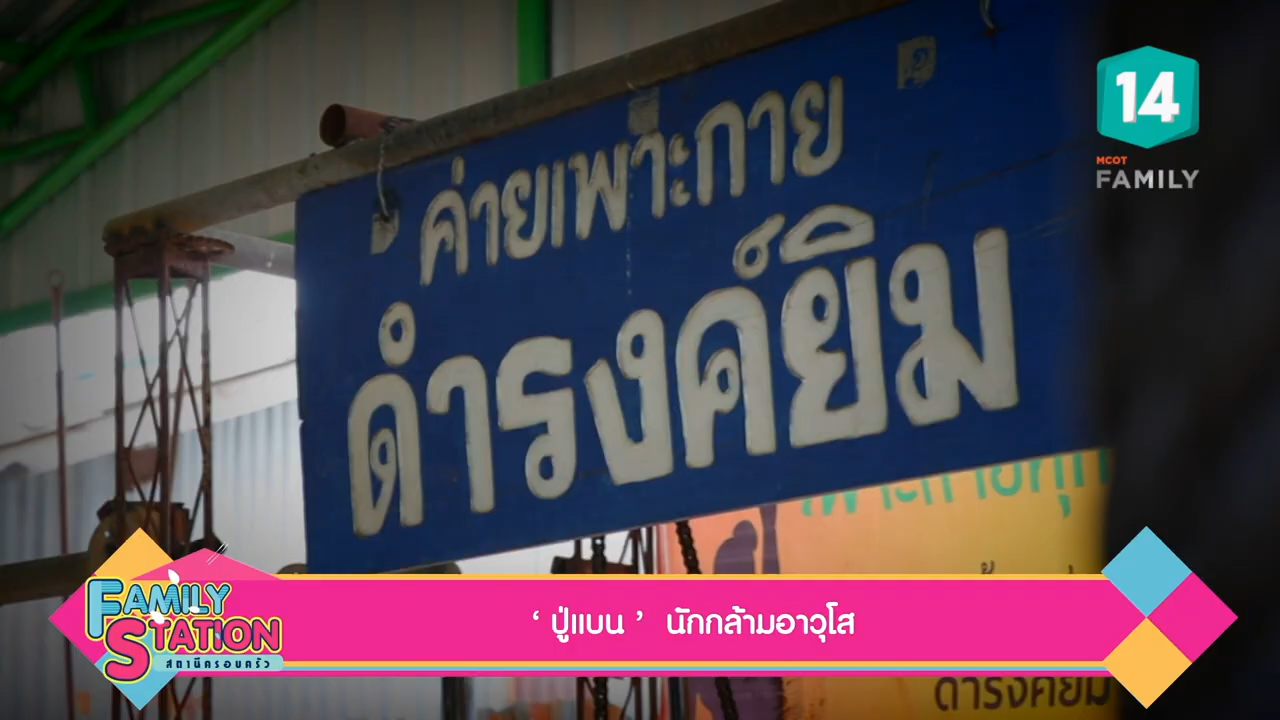 14
MCOT
FAMILY
ค่ายเพาะกาย
ดำรงค์ยิม
FAMILY
STATION
สถานีครอบครัว
‘ ปู่แบน ’ นักกล้ามอาวุโส
ดำรงค์ยิม